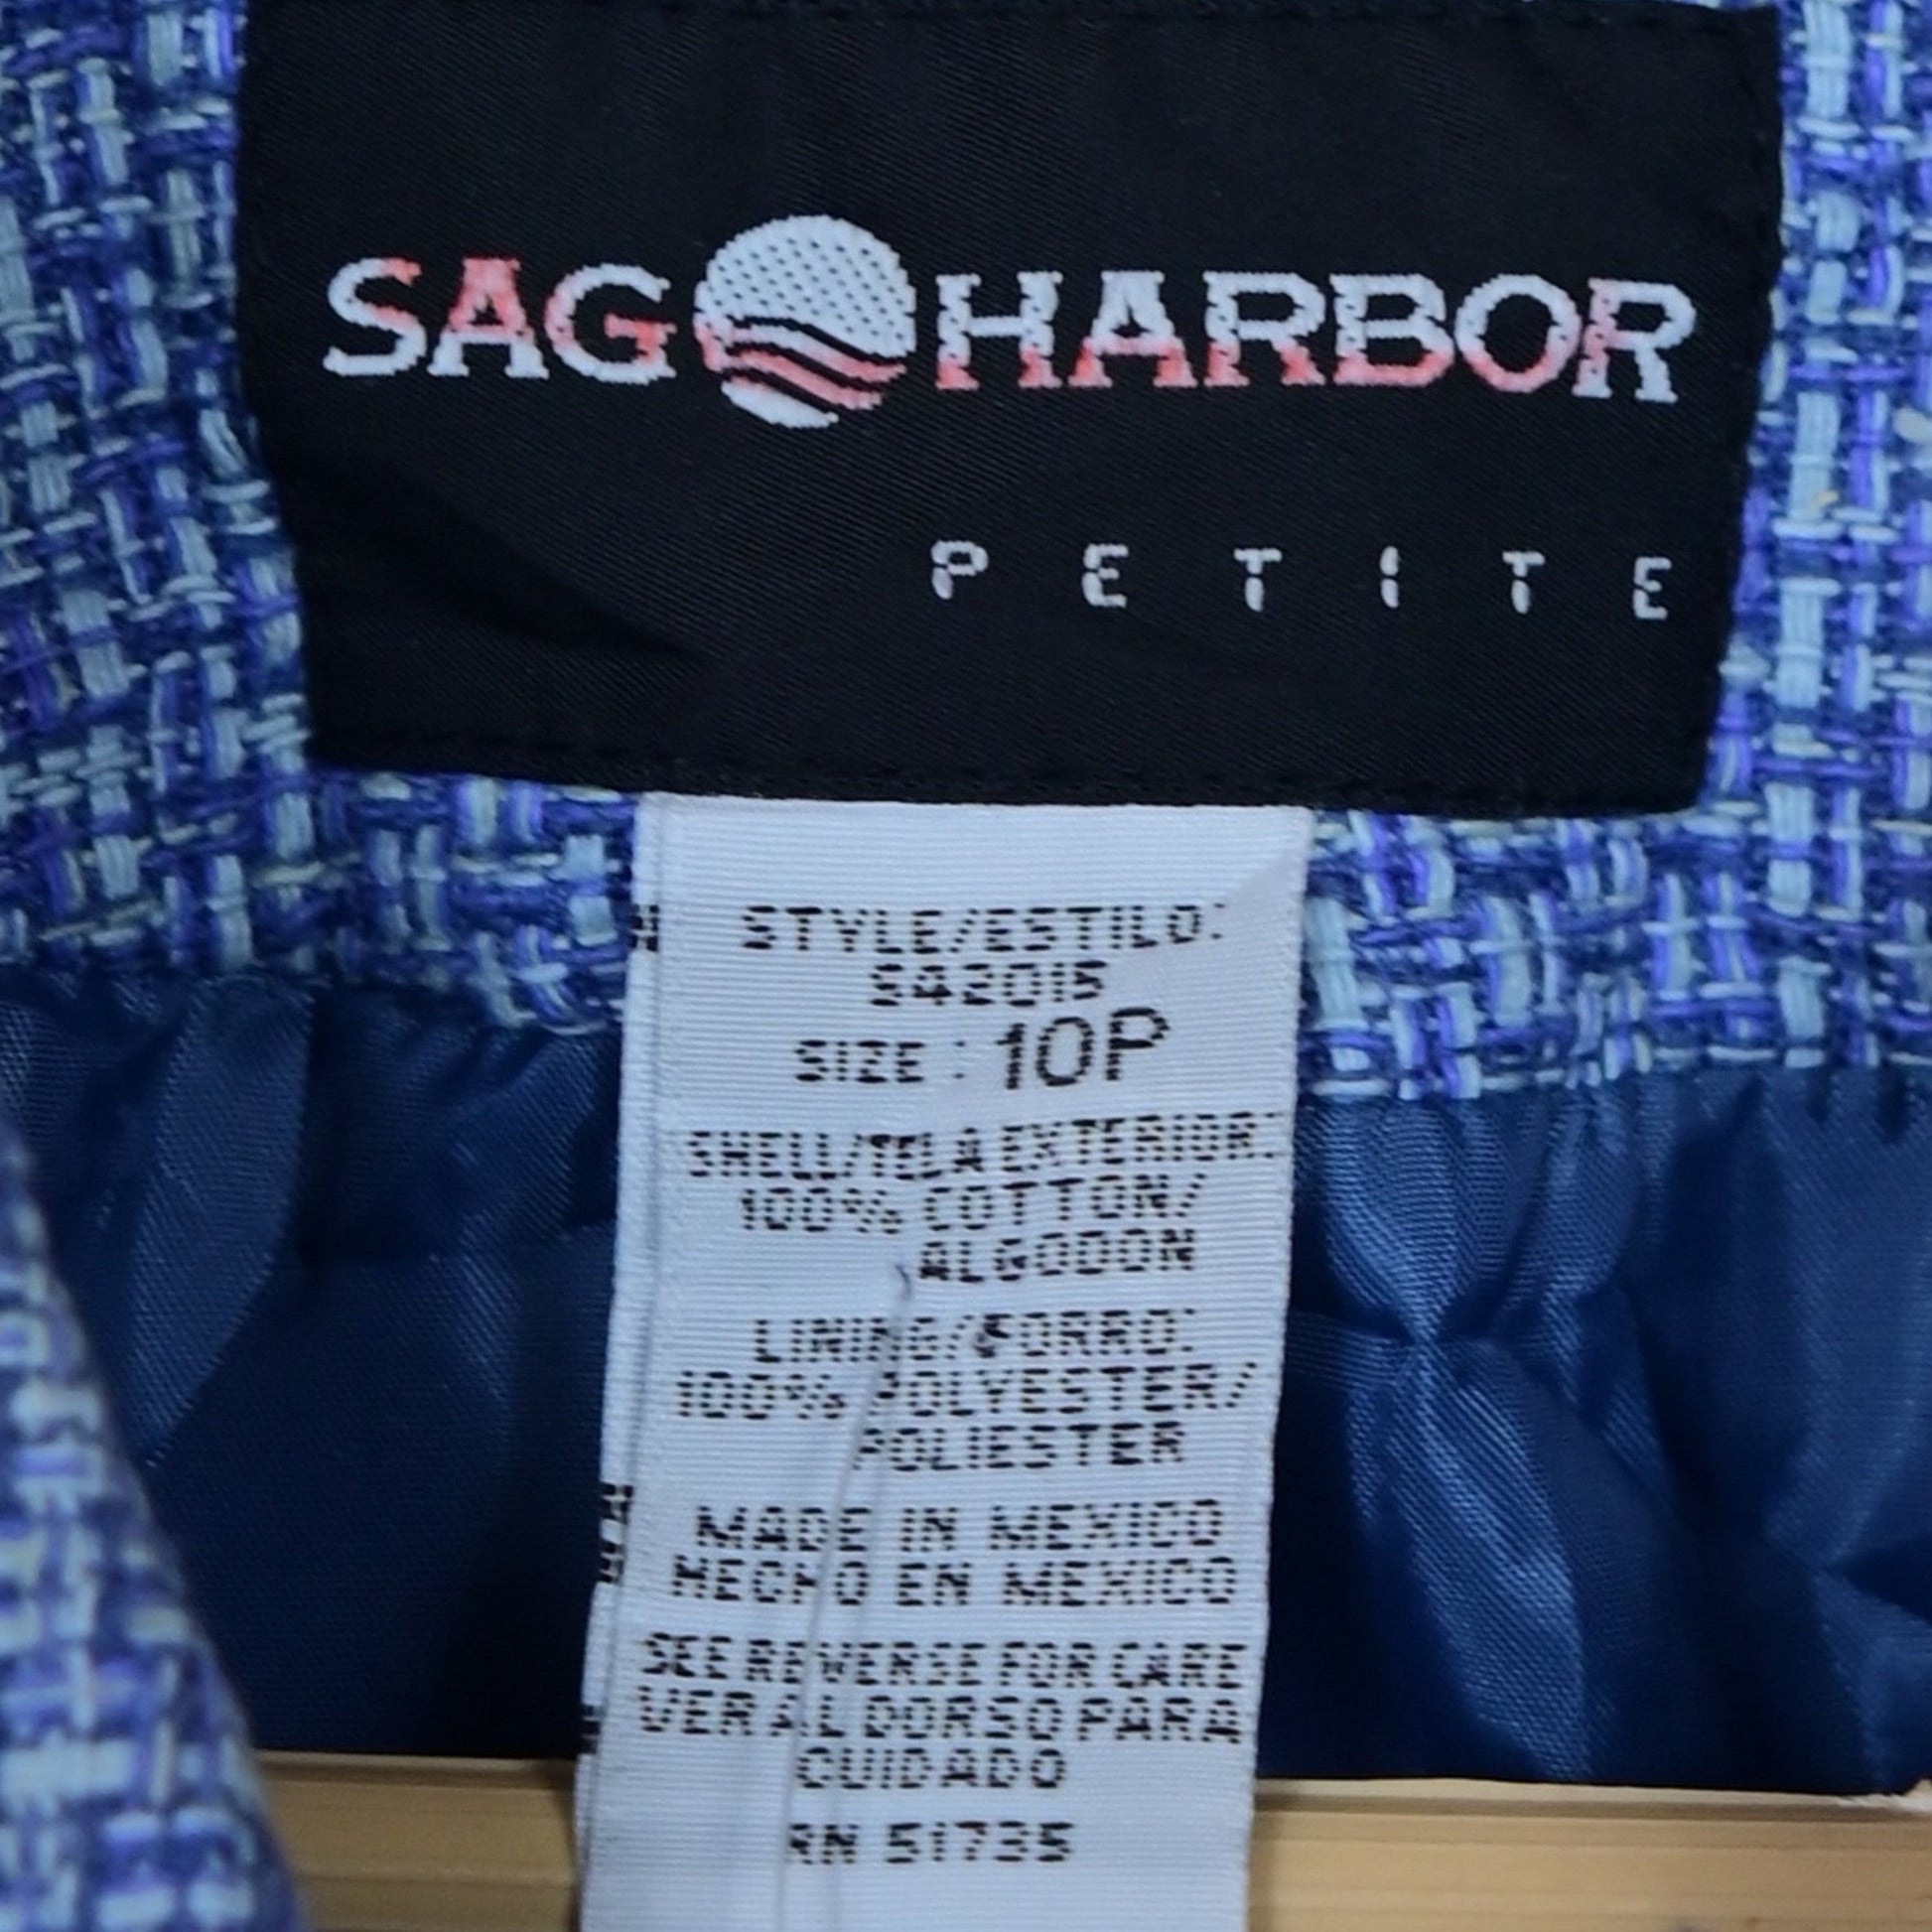 SAG HARBOR
PETITE
STYLE/ESTILO:
S42015
SIZE : 10P
SHELL/TELA EXTERIOR:
100% COTTON/
ALGODON
LINING/FORRO:
100% POLYESTER/
POLIESTER
MADE IN MEXICO
HECHO EN MEXICO
SEE REVERSE FOR CARE
VER AL DORSO PARA
CUIDADO
RN 51735